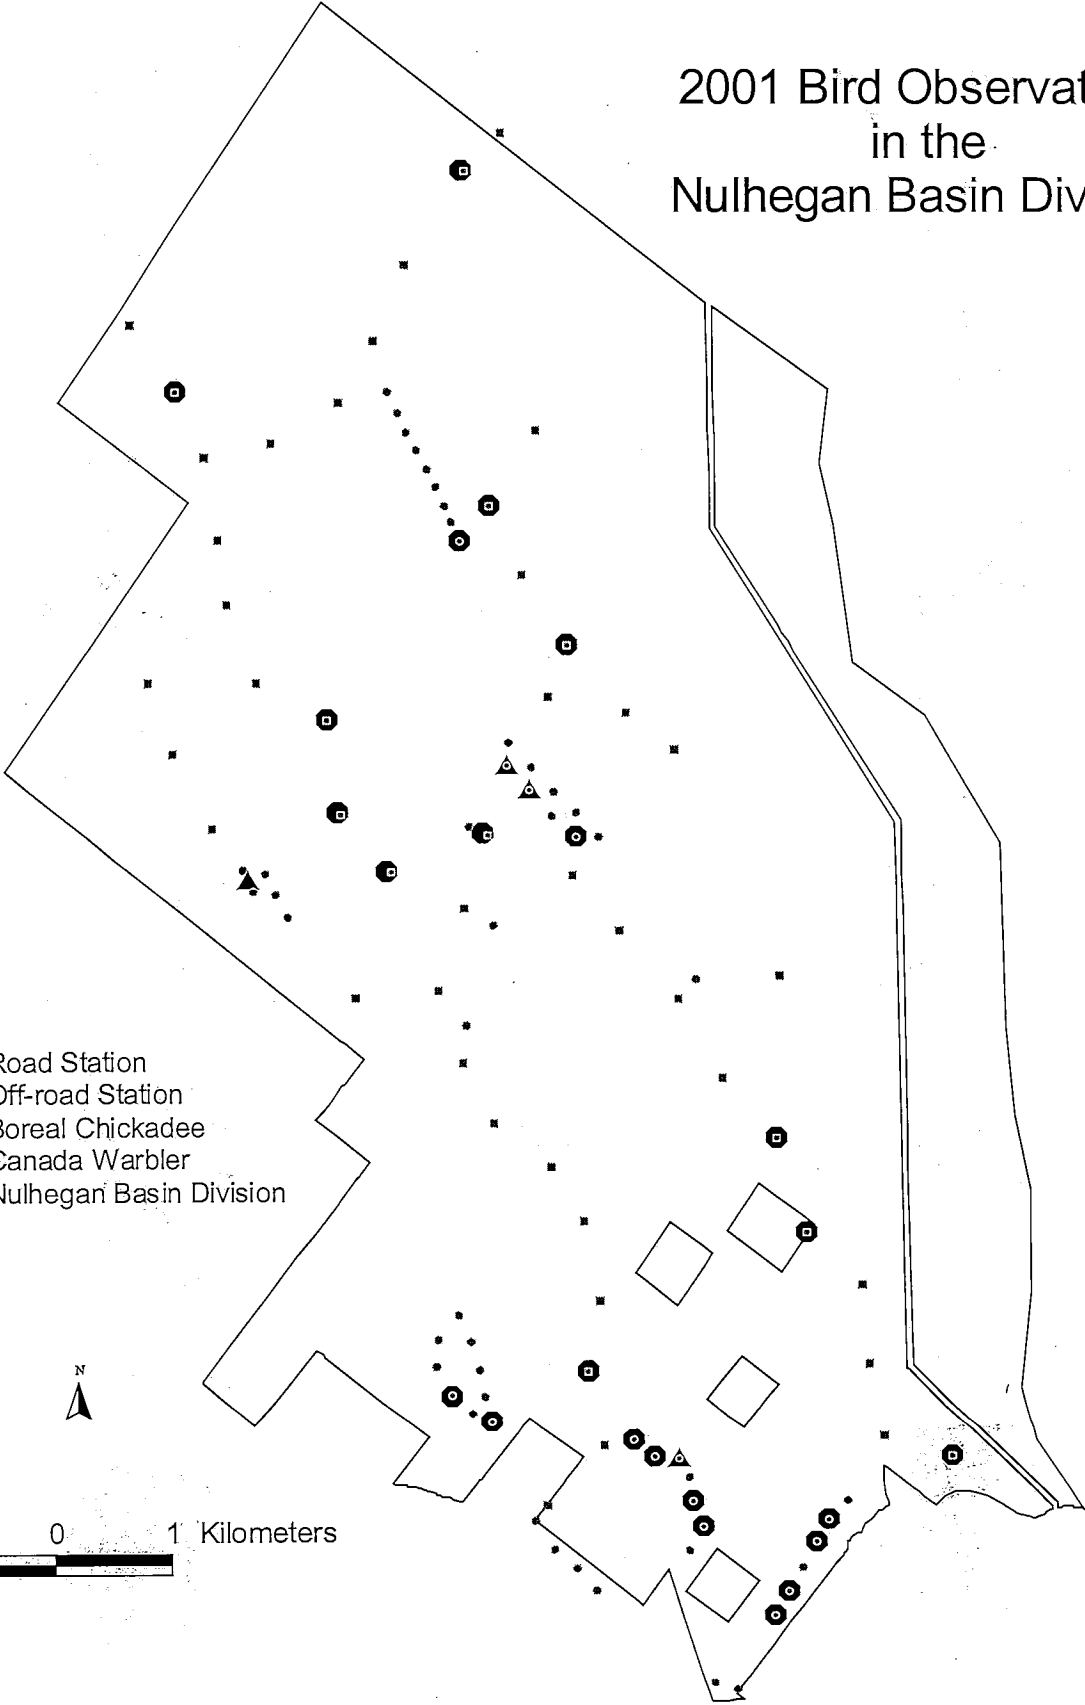 2001 Bird Observat
in the
Nulhegan Basin Div
Road Station
Off-road Station
Boreal Chickadee
Canada Warbler
Nulhegan Basin Division
N
0 1 Kilometers